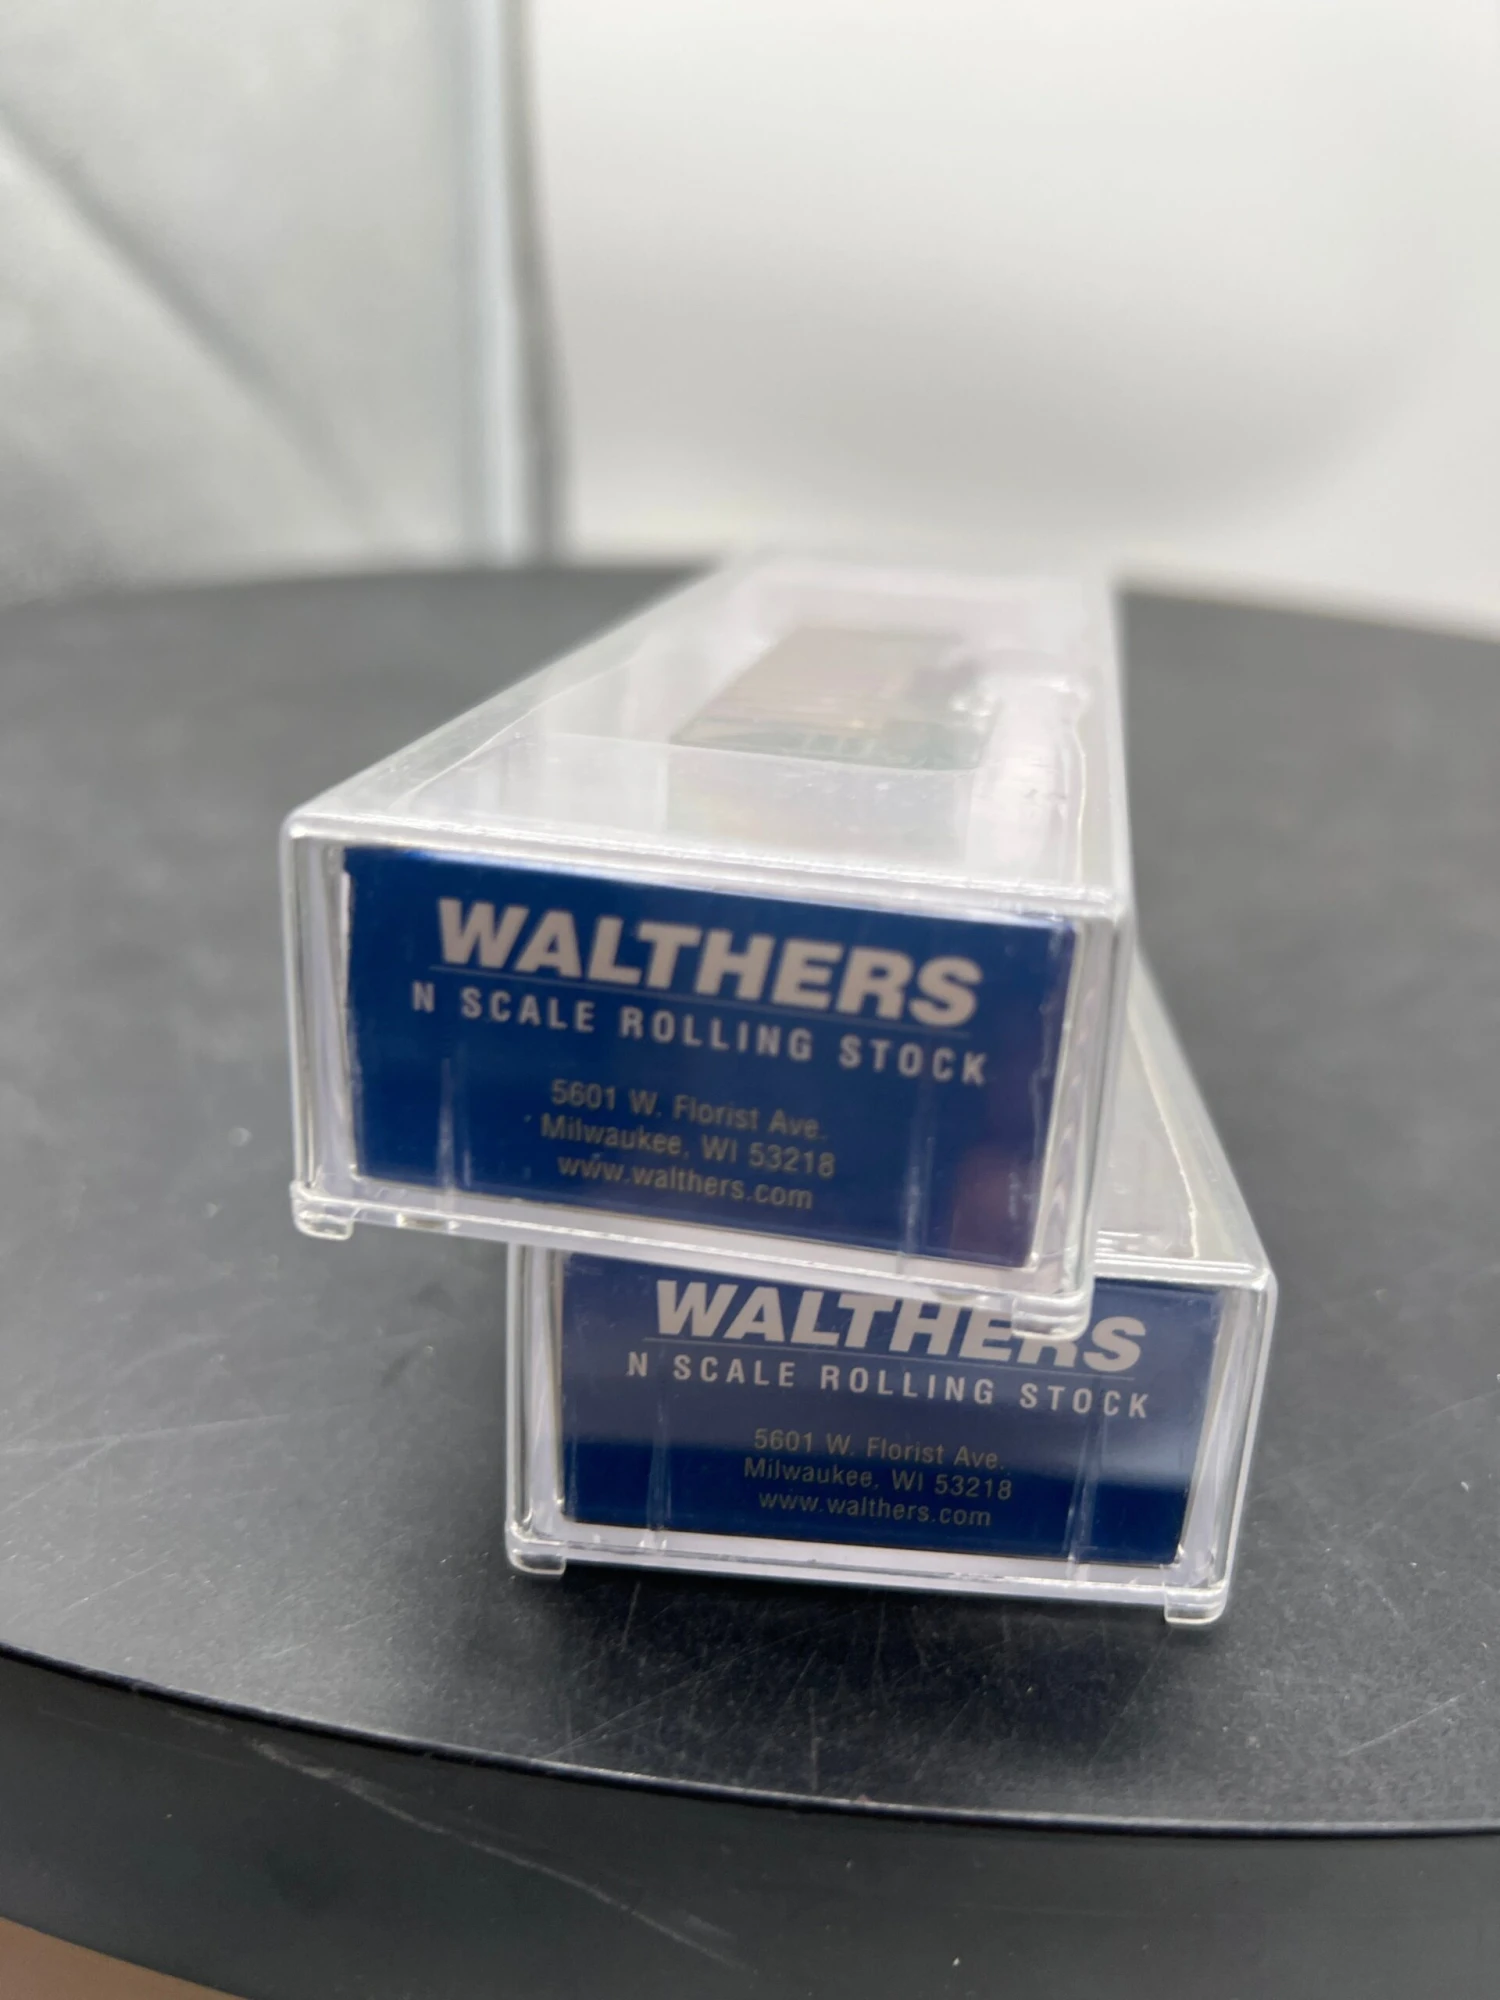 WALTHERS
N SCALE ROLLING STOCK
5601 W. Florist Ave.
Milwaukee, WI 53218
www.walthers.com
WALTHERS
N SCALE ROLLING STOCK
5601 W. Florist Ave.
Milwaukee, WI 53218
www.walthers.com